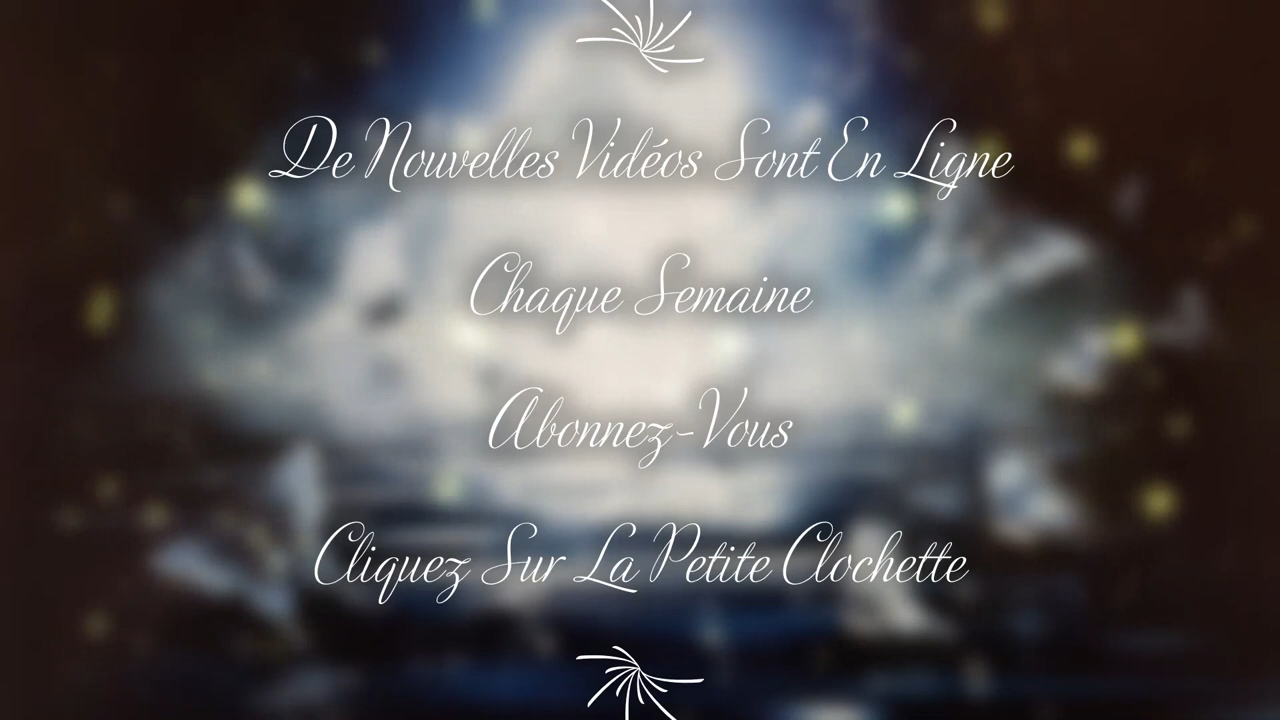 De Nouvelles Vidéos Sont En Ligne
Chaque Semaine
Abonnez-Vous
Cliquez Sur La Petite Clochette